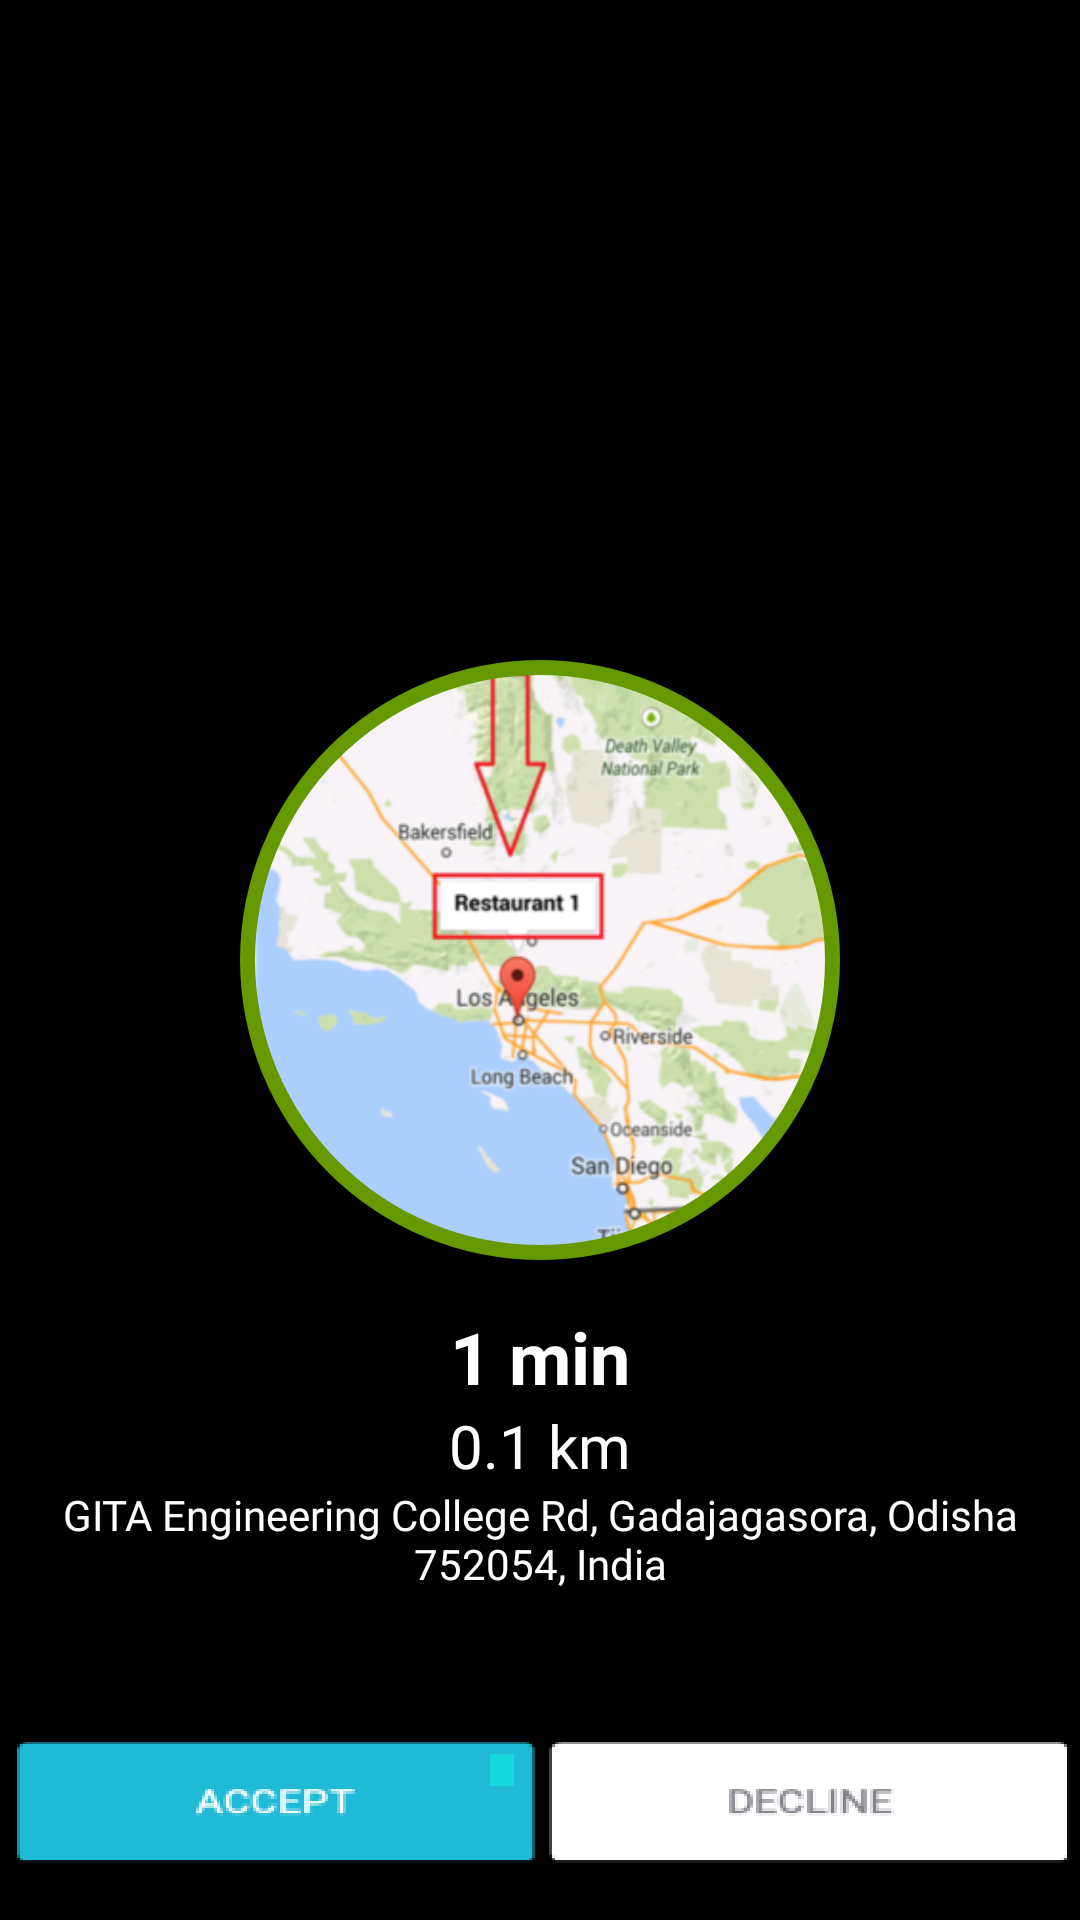 Death Valley
National Park
Bakersfield
Restaurant 1
Los Angeles
Riverside
Long Beach
Oceanside
San Diego
1 min
0.1 km
GITA Engineering College Rd, Gadajagasora, Odisha
752054, India
ACCEPT
DECLINE